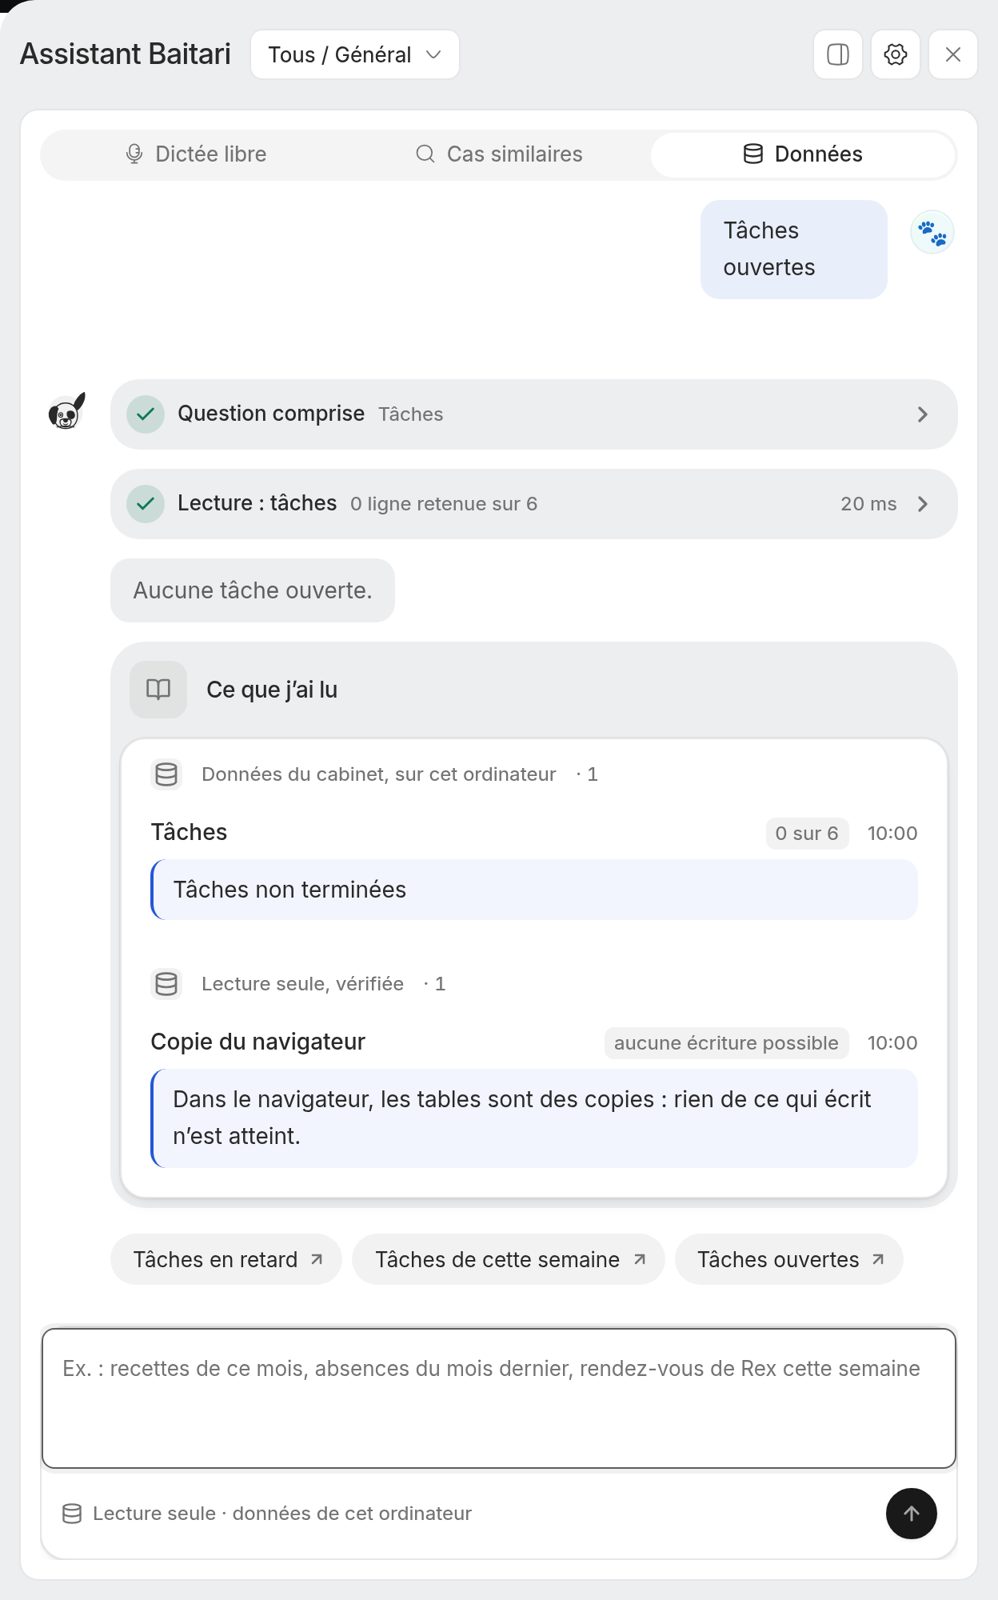 Assistant Baitari
Tous / Général
Dictée libre
Cas similaires
Données
Tâches
ouvertes
Question comprise Tâches
Lecture : tâches 0 ligne retenue sur 6 20 ms
Aucune tâche ouverte.
Ce que j’ai lu
Données du cabinet, sur cet ordinateur · 1
Tâches 0 sur 6 10:00
Tâches non terminées
Lecture seule, vérifiée · 1
Copie du navigateur aucune écriture possible 10:00
Dans le navigateur, les tables sont des copies : rien de ce qui écrit
n’est atteint.
Tâches en retard
Tâches de cette semaine
Tâches ouvertes
Ex. : recettes de ce mois, absences du mois dernier, rendez-vous de Rex cette semaine
Lecture seule · données de cet ordinateur